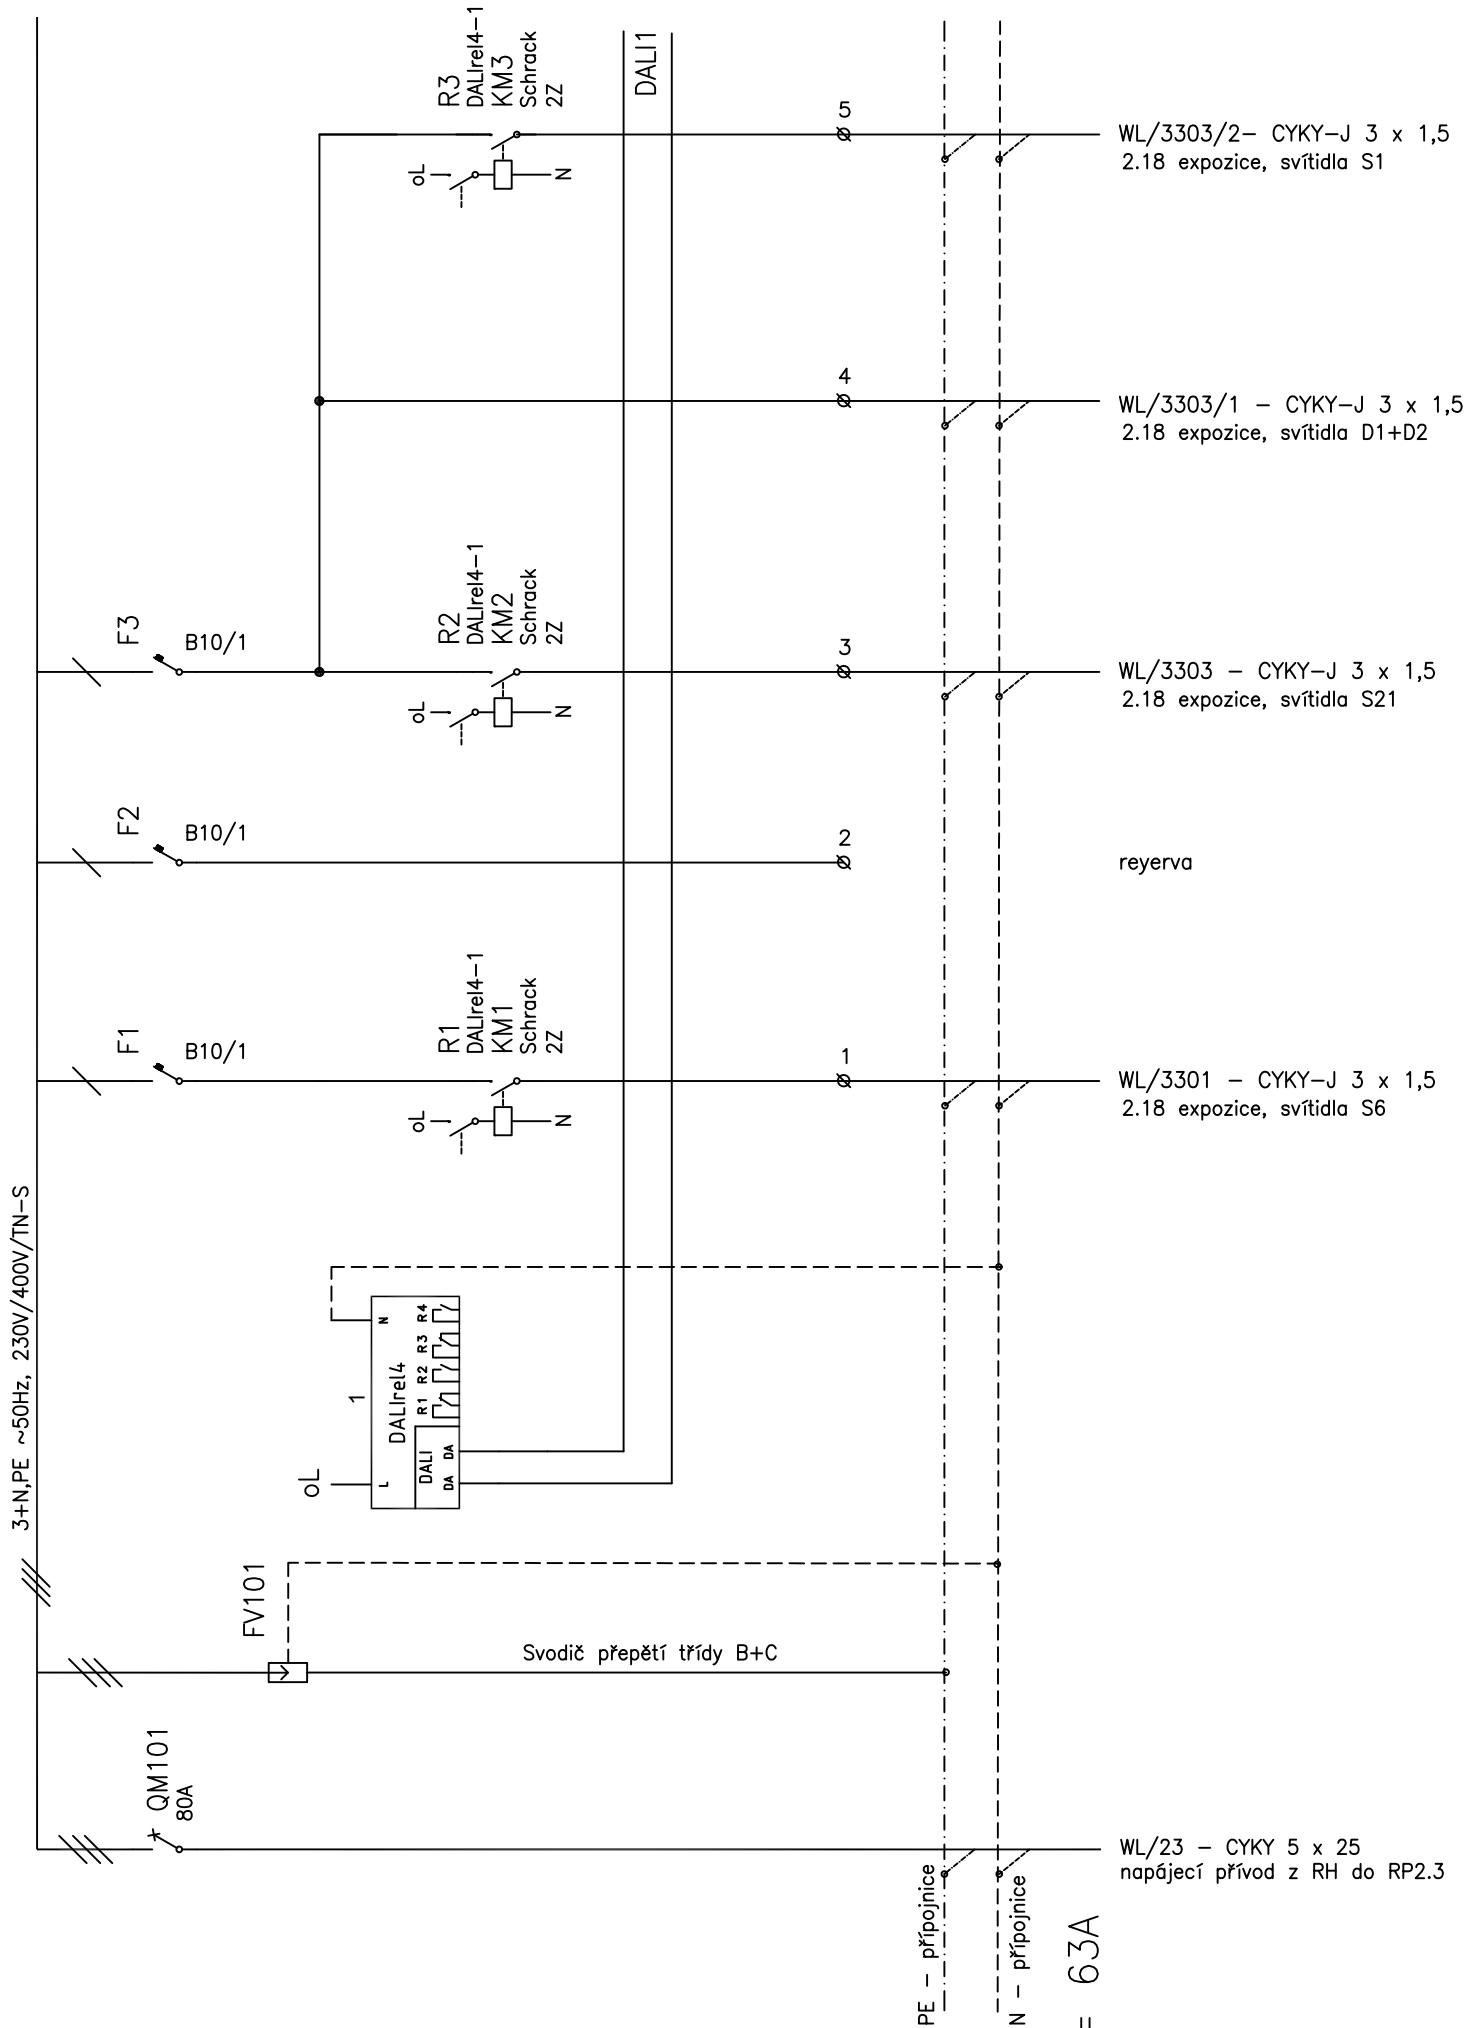 R3
DALIrel4-1
KM3
Schrack
2Z
oL
N
DALI1
5
WL/3303/2- CYKY-J 3 x 1,5
2.18 expozice, svítidla S1
4
WL/3303/1 - CYKY-J 3 x 1,5
2.18 expozice, svítidla D1+D2
F3
B10/1
R2
DALIrel4-1
KM2
Schrack
2Z
oL
N
3
WL/3303 - CYKY-J 3 x 1,5
2.18 expozice, svítidla S21
F2
B10/1
2
reyerva
F1
B10/1
R1
DALIrel4-1
KM1
Schrack
2Z
oL
N
1
WL/3301 - CYKY-J 3 x 1,5
2.18 expozice, svítidla S6
3+N,PE ~50Hz, 230V/400V/TN-S
1
oL
L
N
DALIrel4
DALI
DA DA
R1 R2 R3 R4
FV101
Svodič přepětí třídy B+C
QM101
80A
WL/23 - CYKY 5 x 25
napájecí přívod z RH do RP2.3
PE - přípojnice
N - přípojnice
= 63A